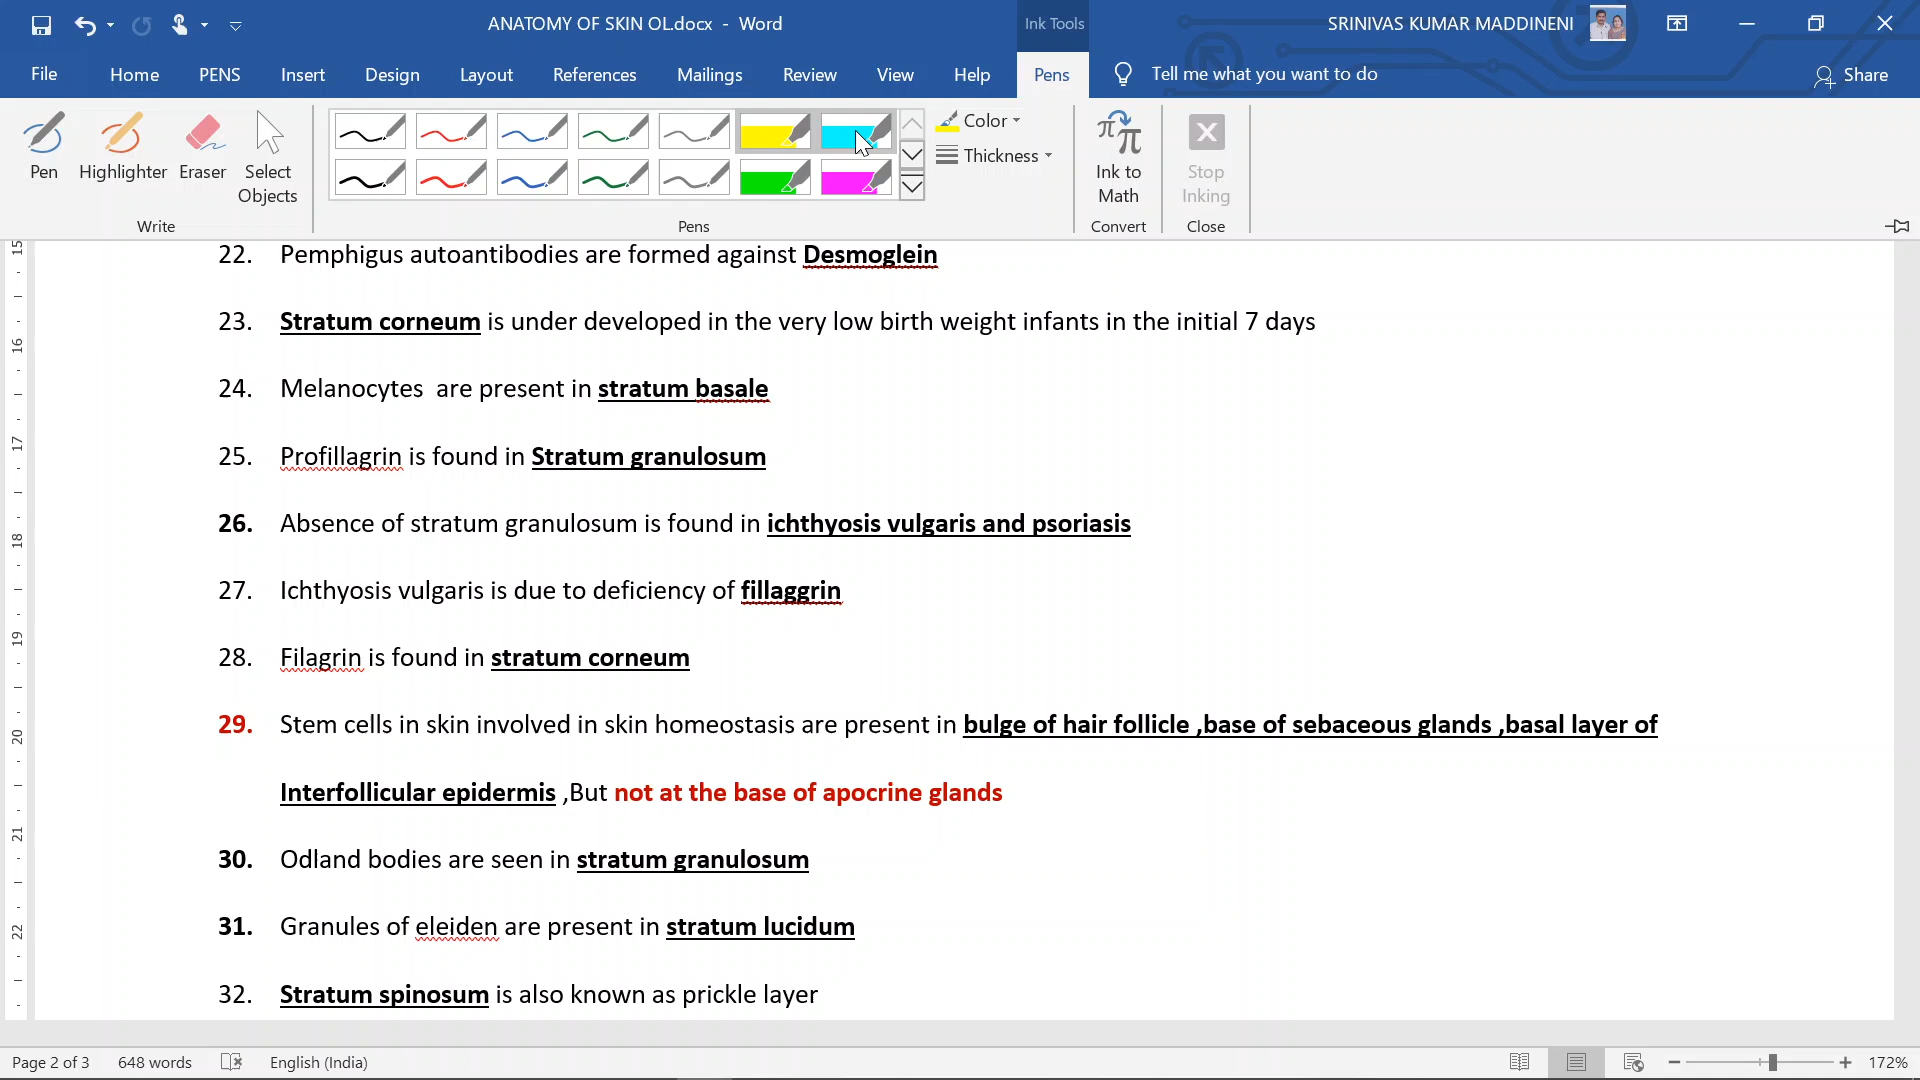 ANATOMY OF SKIN OL.docx - Word
Ink Tools
SRINIVAS KUMAR MADDINENI
File Home PENS Insert Design Layout References Mailings Review View Help Pens Tell me what you want to do Share
Color
Thickness
Pen Highlighter Eraser Select Objects
Ink to Math
Stop Inking
Write Pens Convert Close
22. Pemphigus autoantibodies are formed against Desmoglein
23. Stratum corneum is under developed in the very low birth weight infants in the initial 7 days
24. Melanocytes are present in stratum basale
25. Profillagrin is found in Stratum granulosum
26. Absence of stratum granulosum is found in ichthyosis vulgaris and psoriasis
27. Ichthyosis vulgaris is due to deficiency of fillaggrin
28. Filagrin is found in stratum corneum
29. Stem cells in skin involved in skin homeostasis are present in bulge of hair follicle ,base of sebaceous glands ,basal layer of
Interfollicular epidermis ,But not at the base of apocrine glands
30. Odland bodies are seen in stratum granulosum
31. Granules of eleiden are present in stratum lucidum
32. Stratum spinosum is also known as prickle layer
15
16
17
18
19
20
21
22
Page 2 of 3 648 words English (India) 172%